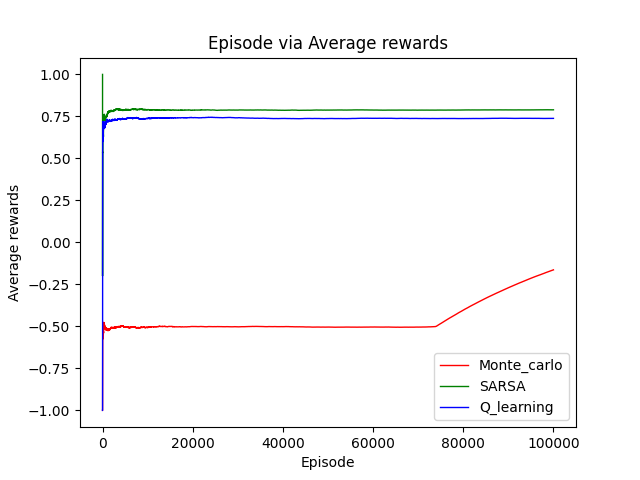 Episode via Average rewards
Average rewards
1.00
0.75
0.50
0.25
0.00
−0.25
−0.50
−0.75
−1.00
Monte_carlo
SARSA
Q_learning
0 20000 40000 60000 80000 100000
Episode